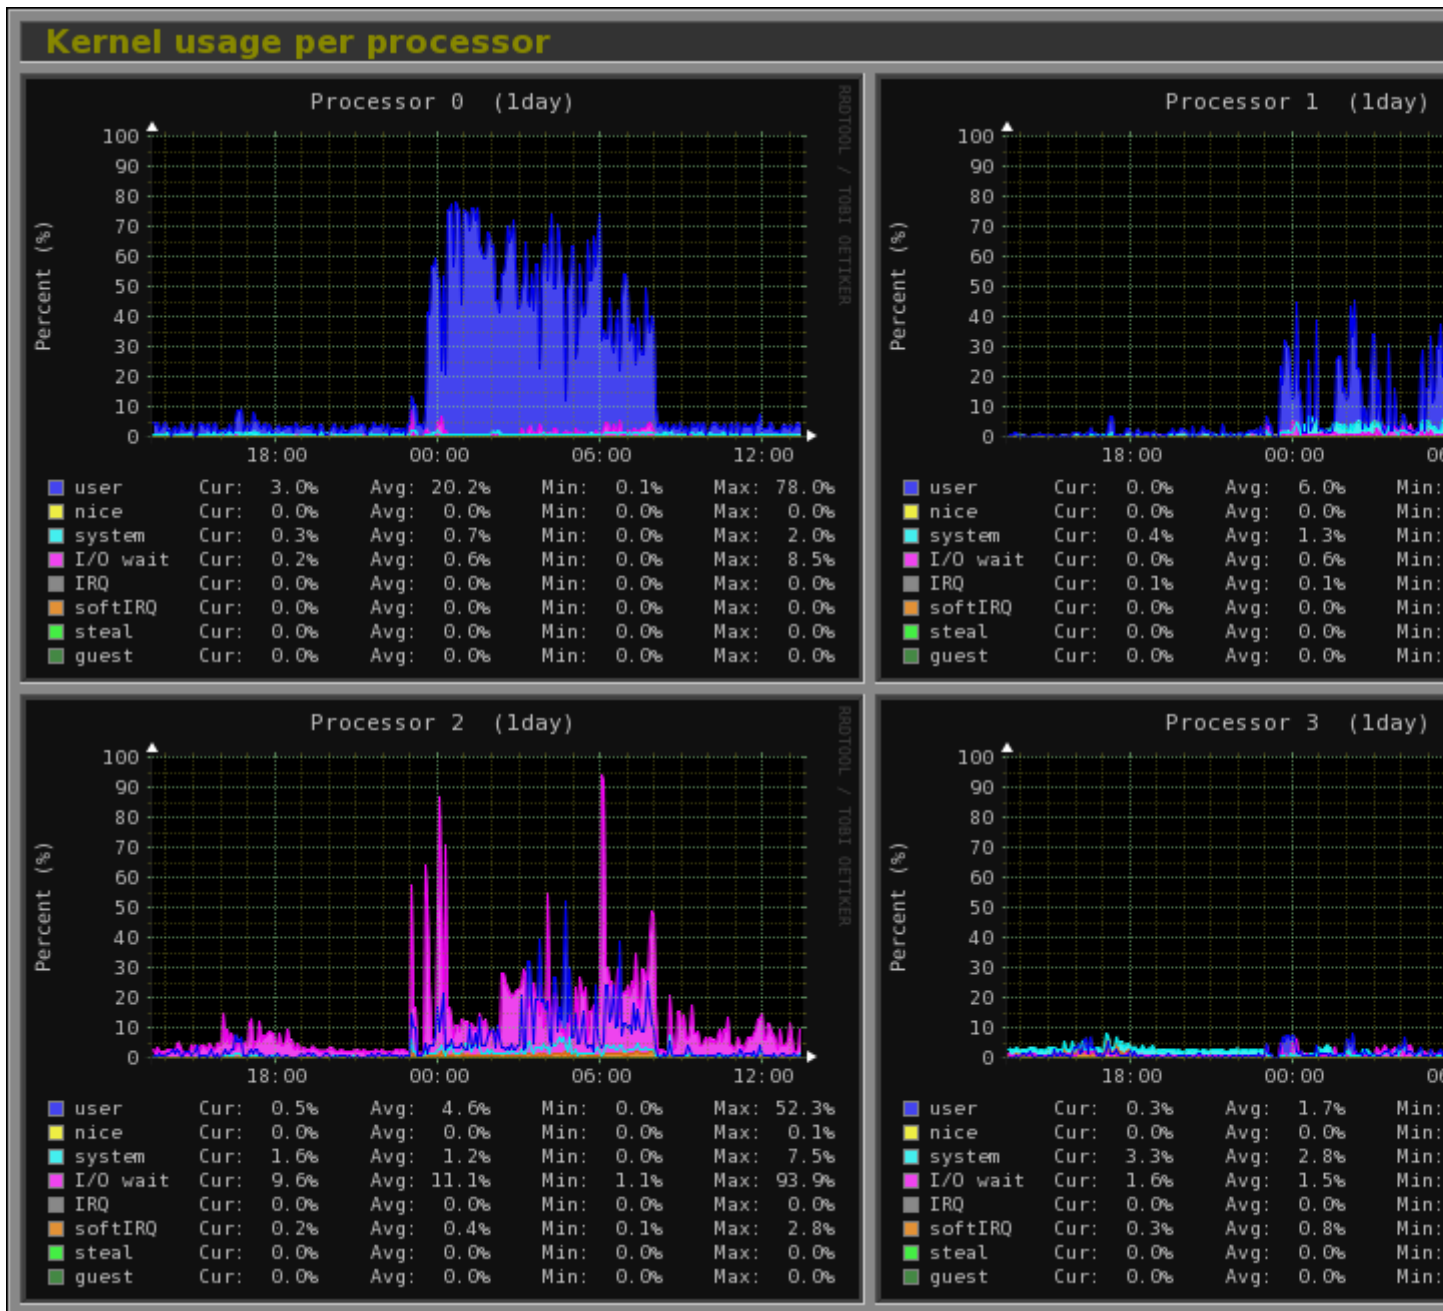 Kernel usage per processor
Processor 0 (1day)
RRDTOOL / TOBI OETIKER
Percent (%)
100
90
80
70
60
50
40
30
20
10
0
18:00 00:00 06:00 12:00
user Cur: 3.0% Avg: 20.2% Min: 0.1% Max: 78.0%
nice Cur: 0.0% Avg: 0.0% Min: 0.0% Max: 0.0%
system Cur: 0.3% Avg: 0.7% Min: 0.0% Max: 2.0%
I/O wait Cur: 0.2% Avg: 0.6% Min: 0.0% Max: 8.5%
IRQ Cur: 0.0% Avg: 0.0% Min: 0.0% Max: 0.0%
softIRQ Cur: 0.0% Avg: 0.0% Min: 0.0% Max: 0.0%
steal Cur: 0.0% Avg: 0.0% Min: 0.0% Max: 0.0%
guest Cur: 0.0% Avg: 0.0% Min: 0.0% Max: 0.0%
Processor 1 (1day)
Percent (%)
100
90
80
70
60
50
40
30
20
10
0
18:00 00:00 06
user Cur: 0.0% Avg: 6.0% Min:
nice Cur: 0.0% Avg: 0.0% Min:
system Cur: 0.4% Avg: 1.3% Min:
I/O wait Cur: 0.0% Avg: 0.6% Min:
IRQ Cur: 0.1% Avg: 0.1% Min:
softIRQ Cur: 0.0% Avg: 0.0% Min:
steal Cur: 0.0% Avg: 0.0% Min:
guest Cur: 0.0% Avg: 0.0% Min:
Processor 2 (1day)
RRDTOOL / TOBI OETIKER
Percent (%)
100
90
80
70
60
50
40
30
20
10
0
18:00 00:00 06:00 12:00
user Cur: 0.5% Avg: 4.6% Min: 0.0% Max: 52.3%
nice Cur: 0.0% Avg: 0.0% Min: 0.0% Max: 0.1%
system Cur: 1.6% Avg: 1.2% Min: 0.0% Max: 7.5%
I/O wait Cur: 9.6% Avg: 11.1% Min: 1.1% Max: 93.9%
IRQ Cur: 0.0% Avg: 0.0% Min: 0.0% Max: 0.0%
softIRQ Cur: 0.2% Avg: 0.4% Min: 0.1% Max: 2.8%
steal Cur: 0.0% Avg: 0.0% Min: 0.0% Max: 0.0%
guest Cur: 0.0% Avg: 0.0% Min: 0.0% Max: 0.0%
Processor 3 (1day)
Percent (%)
100
90
80
70
60
50
40
30
20
10
0
18:00 00:00 06
user Cur: 0.3% Avg: 1.7% Min:
nice Cur: 0.0% Avg: 0.0% Min:
system Cur: 3.3% Avg: 2.8% Min:
I/O wait Cur: 1.6% Avg: 1.5% Min:
IRQ Cur: 0.0% Avg: 0.0% Min:
softIRQ Cur: 0.3% Avg: 0.8% Min:
steal Cur: 0.0% Avg: 0.0% Min:
guest Cur: 0.0% Avg: 0.0% Min: